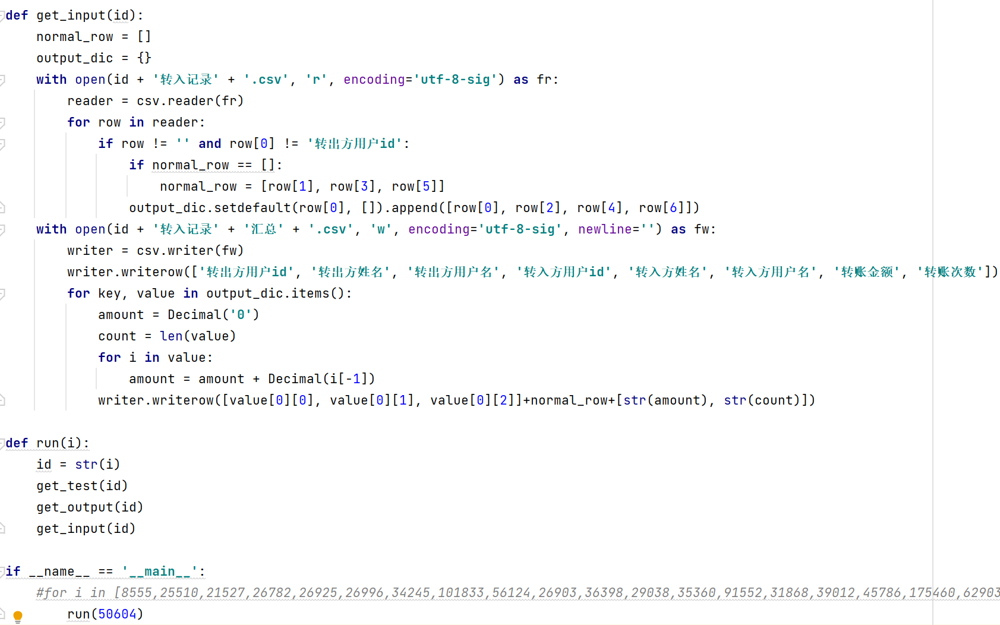 def get_input(id):
    normal_row = []
    output_dic = {}
    with open(id + '转入记录' + '.csv', 'r', encoding='utf-8-sig') as fr:
        reader = csv.reader(fr)
        for row in reader:
            if row != '' and row[0] != '转出方用户id':
                if normal_row == []:
                    normal_row = [row[1], row[3], row[5]]
                output_dic.setdefault(row[0], []).append([row[0], row[2], row[4], row[6]])
    with open(id + '转入记录' + '汇总' + '.csv', 'w', encoding='utf-8-sig', newline='') as fw:
        writer = csv.writer(fw)
        writer.writerow(['转出方用户id', '转出方姓名', '转出方用户名', '转入方用户id', '转入方姓名', '转入方用户名', '转账金额', '转账次数'])
        for key, value in output_dic.items():
            amount = Decimal('0')
            count = len(value)
            for i in value:
                amount = amount + Decimal(i[-1])
            writer.writerow([value[0][0], value[0][1], value[0][2]]+normal_row+[str(amount), str(count)])
def run(i):
    id = str(i)
    get_test(id)
    get_output(id)
    get_input(id)
if __name__ == '__main__':
    #for i in [8555,25510,21527,26782,26925,26996,34245,101833,56124,26903,36398,29038,35360,91552,31868,39012,45786,175460,62903
        run(50604)